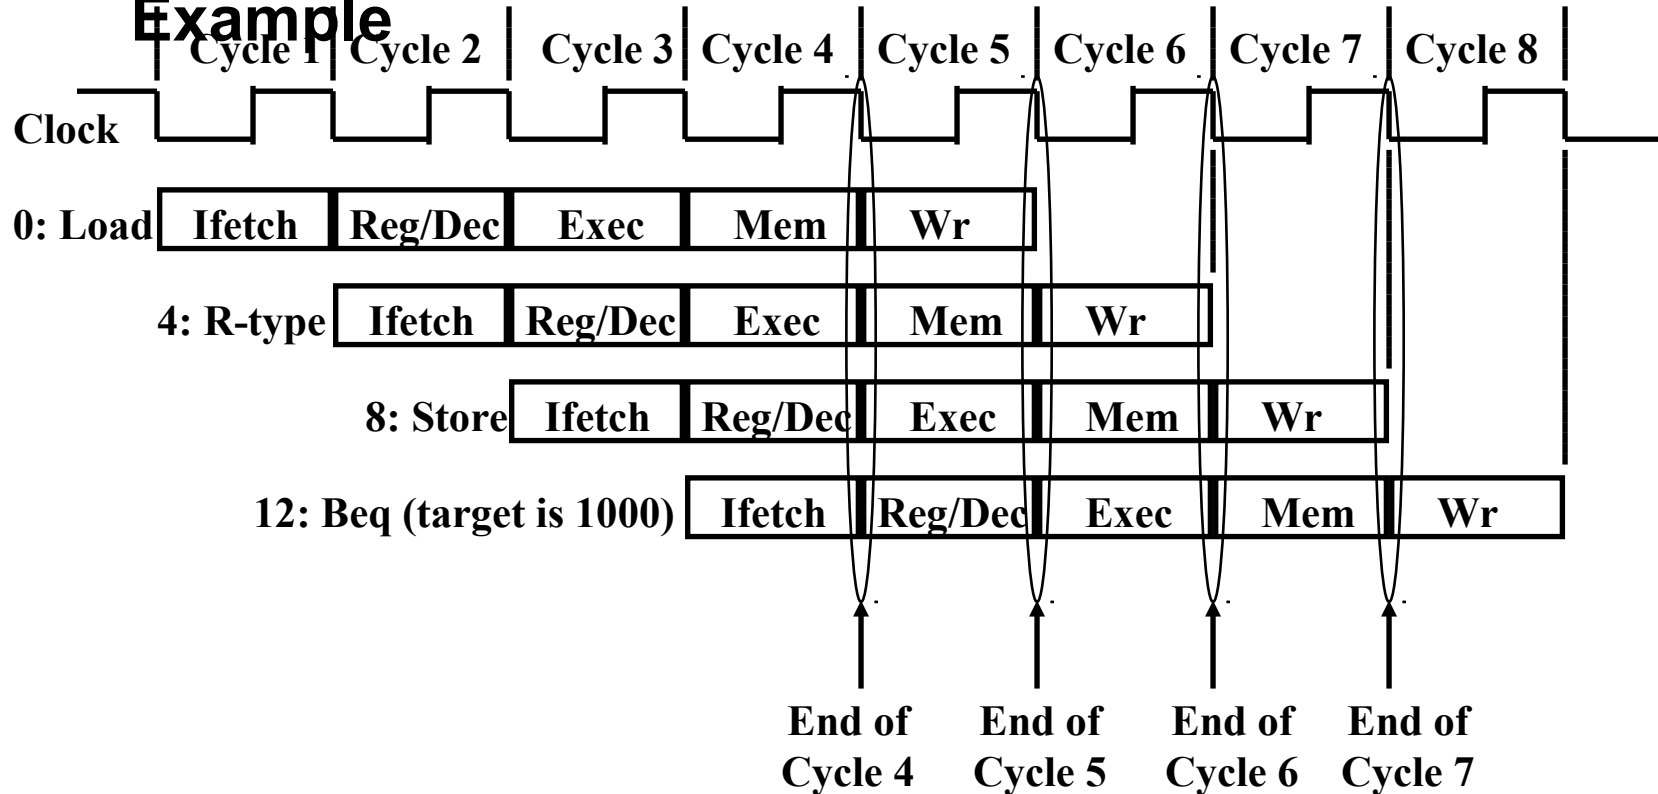 Example
Cycle 1 Cycle 2 Cycle 3 Cycle 4 Cycle 5 Cycle 6 Cycle 7 Cycle 8
Clock
0: Load Ifetch Reg/Dec Exec Mem Wr
4: R-type Ifetch Reg/Dec Exec Mem Wr
8: Store Ifetch Reg/Dec Exec Mem Wr
12: Beq (target is 1000) Ifetch Reg/Dec Exec Mem Wr
End of End of End of End of
Cycle 4 Cycle 5 Cycle 6 Cycle 7